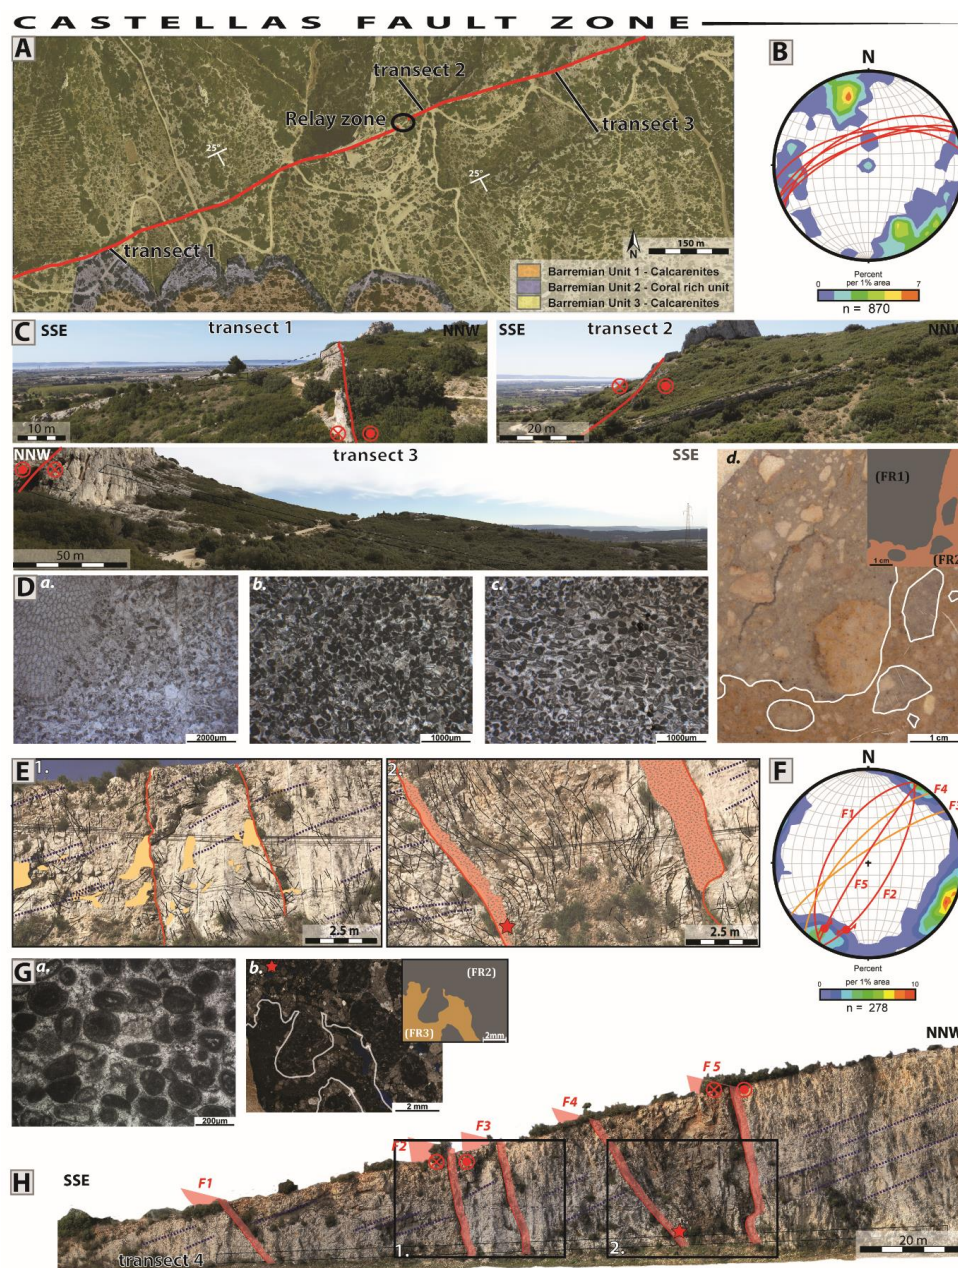 CASTELLAS FAULT ZONE
A
transect 2
Relay zone
transect 3
25°
25°
transect 1
N
150 m
Barremian Unit 1 - Calcarenites
Barremian Unit 2 - Coral rich unit
Barremian Unit 3 - Calcarenites
B
N
Percent
per 1% area
0
7
n = 870
C
SSE
transect 1
NNW
10 m
SSE
transect 2
NNW
20 m
NNW
transect 3
SSE
50 m
D
a.
2000µm
b.
1000µm
c.
1000µm
d.
(FR1)
(FR2)
1 cm
1 cm
E
1.
2.5 m
2.
2.5 m
F
N
F1
F4
F3
F5
F2
Percent
per 1% area
0
10
n = 278
G
a.
200µm
b.
(FR2)
(FR3)
2mm
2 mm
H
SSE
NNW
F1
F2
F3
F4
F5
1.
2.
transect 4
20 m